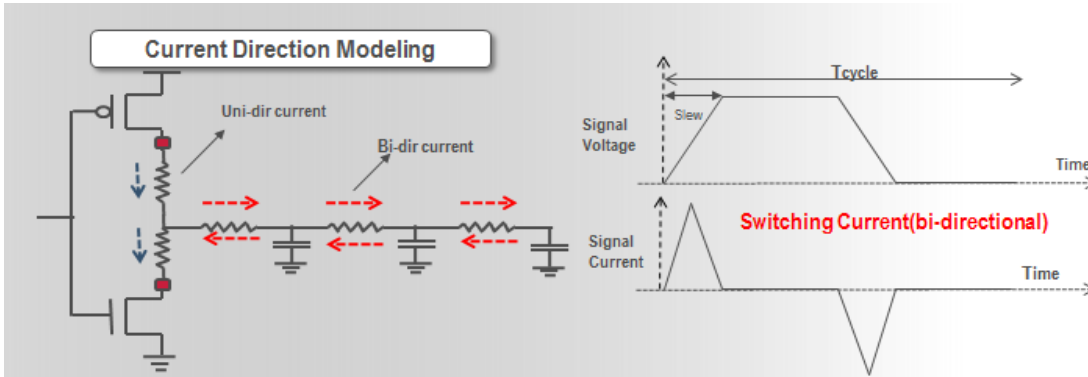 Current Direction Modeling
Uni-dir current
Bi-dir current
Tcycle
Slew
Signal
Voltage
Time
Switching Current(bi-directional)
Signal
Current
Time